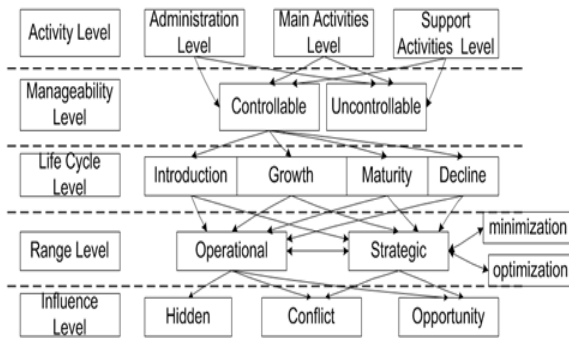 Activity Level
Administration
Level
Main Activities
Level
Support
Activities Level
Manageability
Level
Controllable
Uncontrollable
Life Cycle
Level
Introduction
Growth
Maturity
Decline
Range Level
Operational
Strategic
minimization
optimization
Influence
Level
Hidden
Conflict
Opportunity